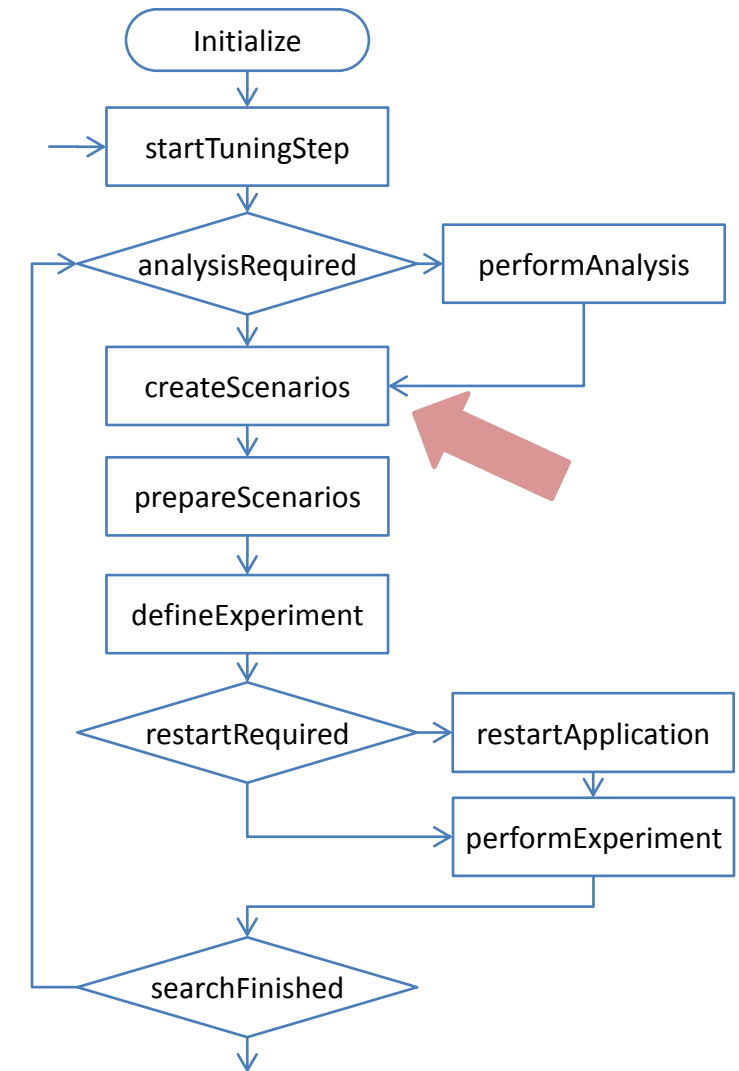 Initialize
startTuningStep
analysisRequired
performAnalysis
createScenarios
prepareScenarios
defineExperiment
restartRequired
restartApplication
performExperiment
searchFinished